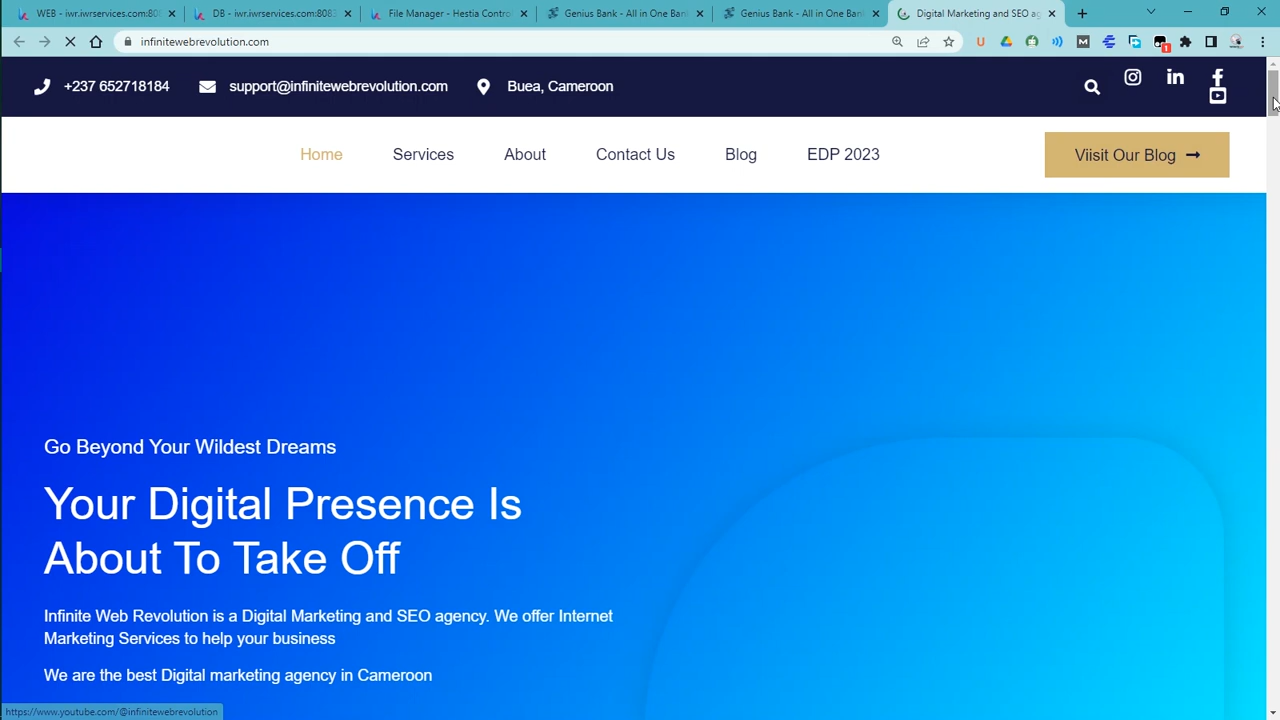 WEB - iwr.iwrservices.com:808
DB - iwr.iwrservices.com:8083
File Manager - Hestia Contro
Genius Bank - All in One Ban
Genius Bank - All in One Bank
Digital Marketing and SEO ag
infinitewebrevolution.com
+237 652718184
support@infinitewebrevolution.com
Buea, Cameroon
Home
Services
About
Contact Us
Blog
EDP 2023
Viisit Our Blog
Go Beyond Your Wildest Dreams
Your Digital Presence Is
About To Take Off
Infinite Web Revolution is a Digital Marketing and SEO agency. We offer Internet
Marketing Services to help your business
We are the best Digital marketing agency in Cameroon
https://www.youtube.com/@infinitewebrevolution